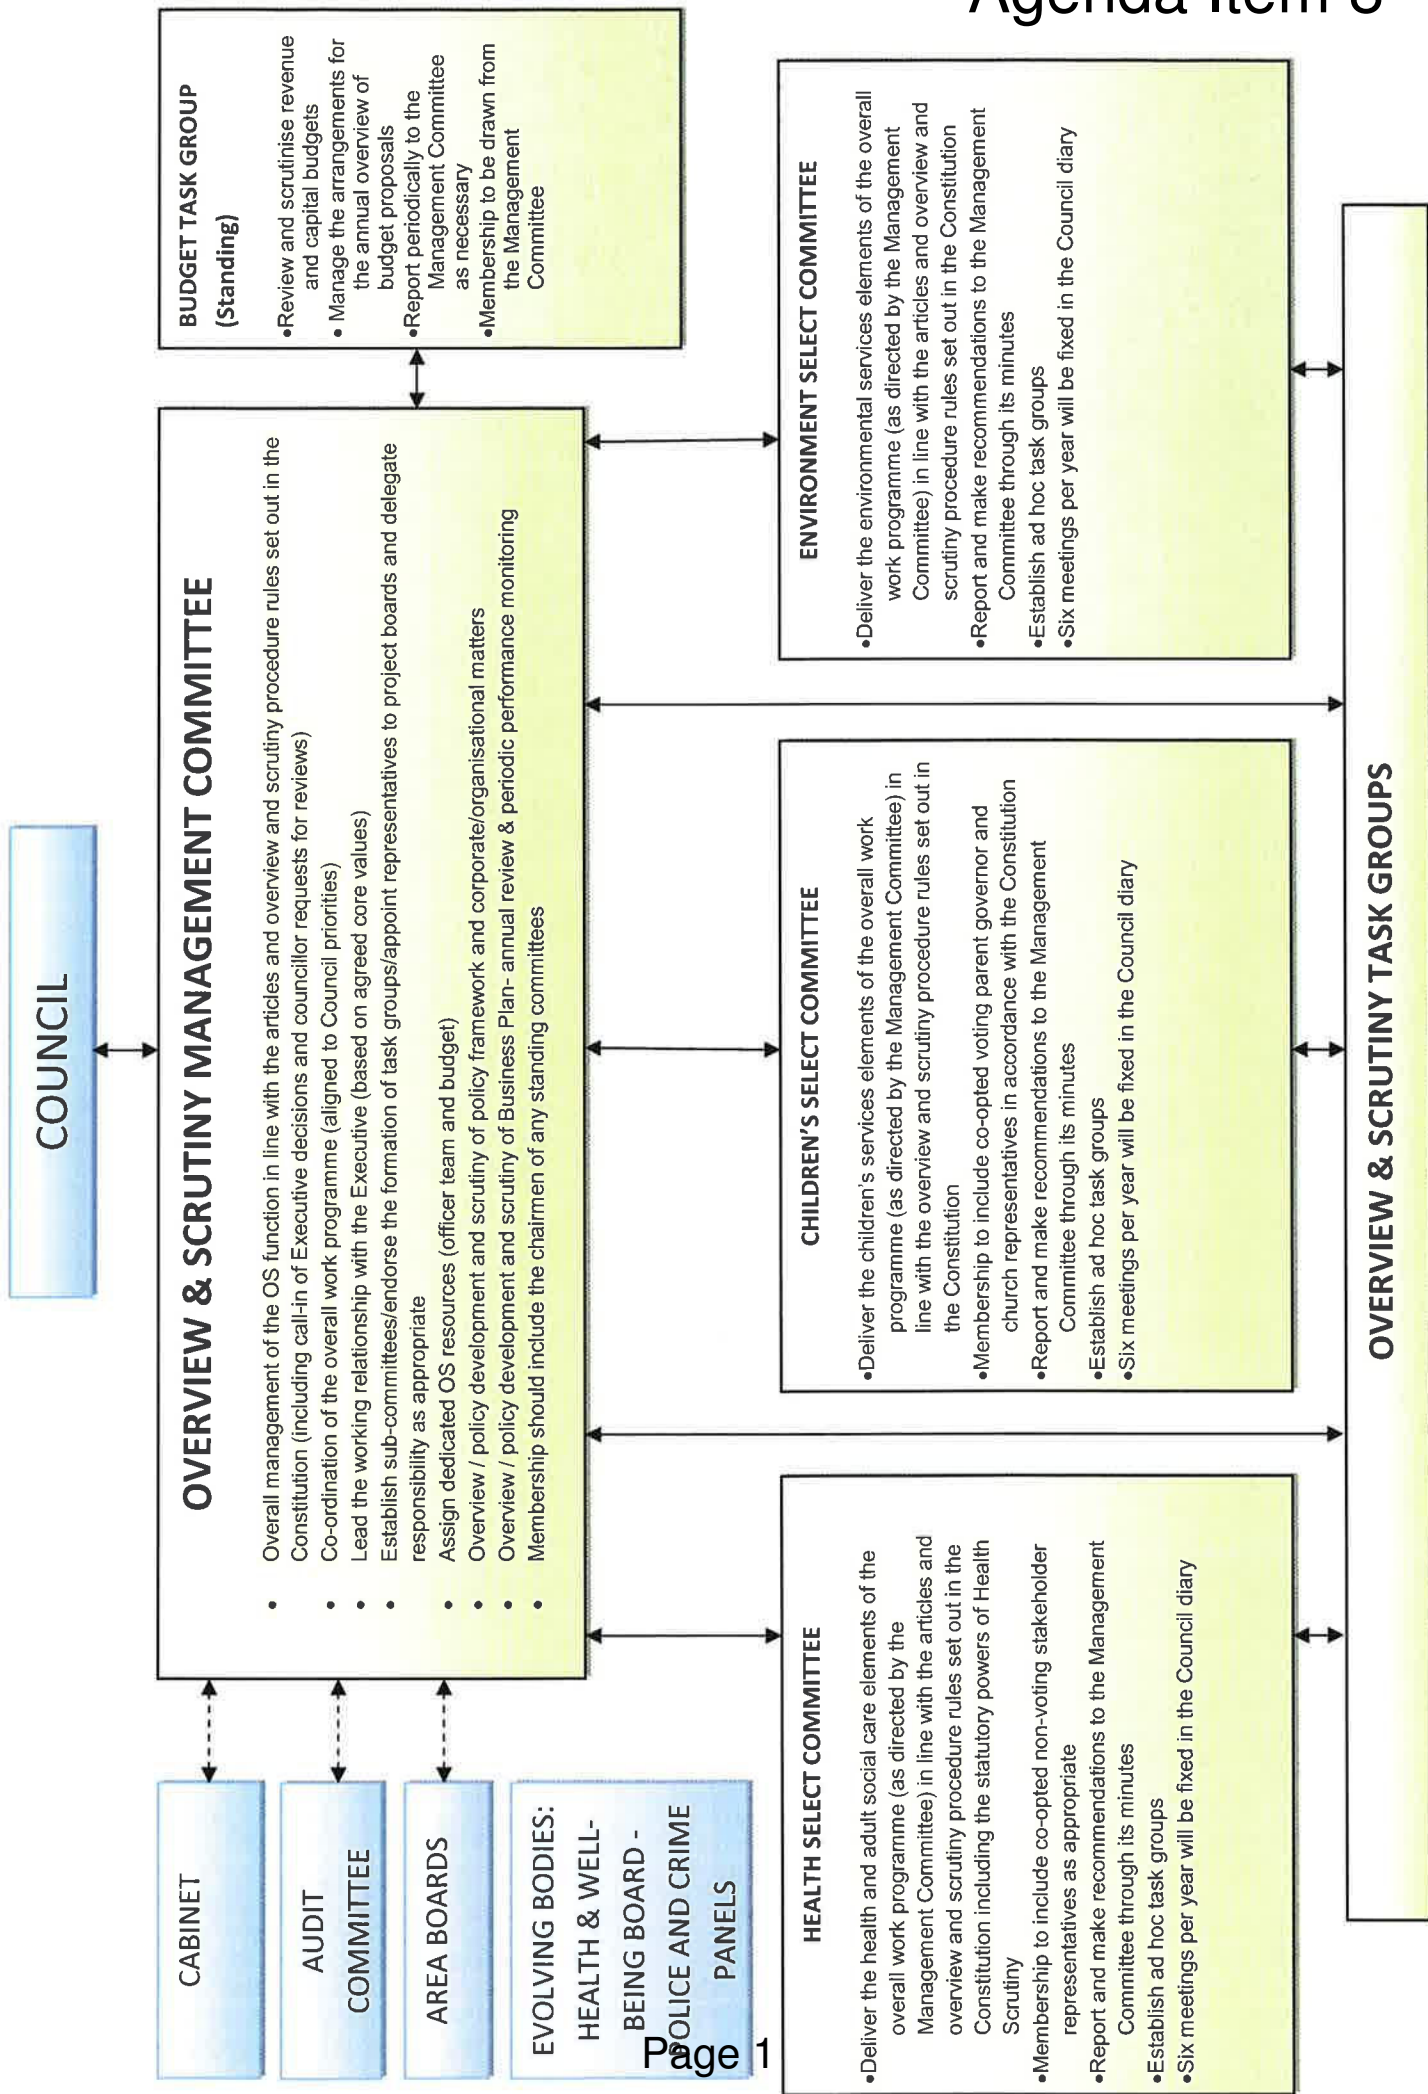 Agenda Item 8
COUNCIL
CABINET
AUDIT
COMMITTEE
AREA BOARDS
EVOLVING BODIES:
HEALTH & WELL-
BEING BOARD -
POLICE AND CRIME
PANELS
OVERVIEW & SCRUTINY MANAGEMENT COMMITTEE
• Overall management of the OS function in line with the articles and overview and scrutiny procedure rules set out in the
Constitution (including call-in of Executive decisions and councillor requests for reviews)
• Co-ordination of the overall work programme (aligned to Council priorities)
• Lead the working relationship with the Executive (based on agreed core values)
• Establish sub-committees/endorse the formation of task groups/appoint representatives to project boards and delegate
responsibility as appropriate
• Assign dedicated OS resources (officer team and budget)
• Overview / policy development and scrutiny of policy framework and corporate/organisational matters
• Overview / policy development and scrutiny of Business Plan- annual review & periodic performance monitoring
• Membership should include the chairmen of any standing committees
BUDGET TASK GROUP
(Standing)
•Review and scrutinise revenue
and capital budgets
• Manage the arrangements for
the annual overview of
budget proposals
•Report periodically to the
Management Committee
as necessary
•Membership to be drawn from
the Management
Committee
HEALTH SELECT COMMITTEE
•Deliver the health and adult social care elements of the
overall work programme (as directed by the
Management Committee) in line with the articles and
overview and scrutiny procedure rules set out in the
Constitution including the statutory powers of Health
Scrutiny
•Membership to include co-opted non-voting stakeholder
representatives as appropriate
•Report and make recommendations to the Management
Committee through its minutes
•Establish ad hoc task groups
•Six meetings per year will be fixed in the Council diary
CHILDREN'S SELECT COMMITTEE
•Deliver the children's services elements of the overall work
programme (as directed by the Management Committee) in
line with the overview and scrutiny procedure rules set out in
the Constitution
•Membership to include co-opted voting parent governor and
church representatives in accordance with the Constitution
•Report and make recommendations to the Management
Committee through its minutes
•Establish ad hoc task groups
•Six meetings per year will be fixed in the Council diary
ENVIRONMENT SELECT COMMITTEE
•Deliver the environmental services elements of the overall
work programme (as directed by the Management
Committee) in line with the articles and overview and
scrutiny procedure rules set out in the Constitution
•Report and make recommendations to the Management
Committee through its minutes
•Establish ad hoc task groups
•Six meetings per year will be fixed in the Council diary
OVERVIEW & SCRUTINY TASK GROUPS
Page 1